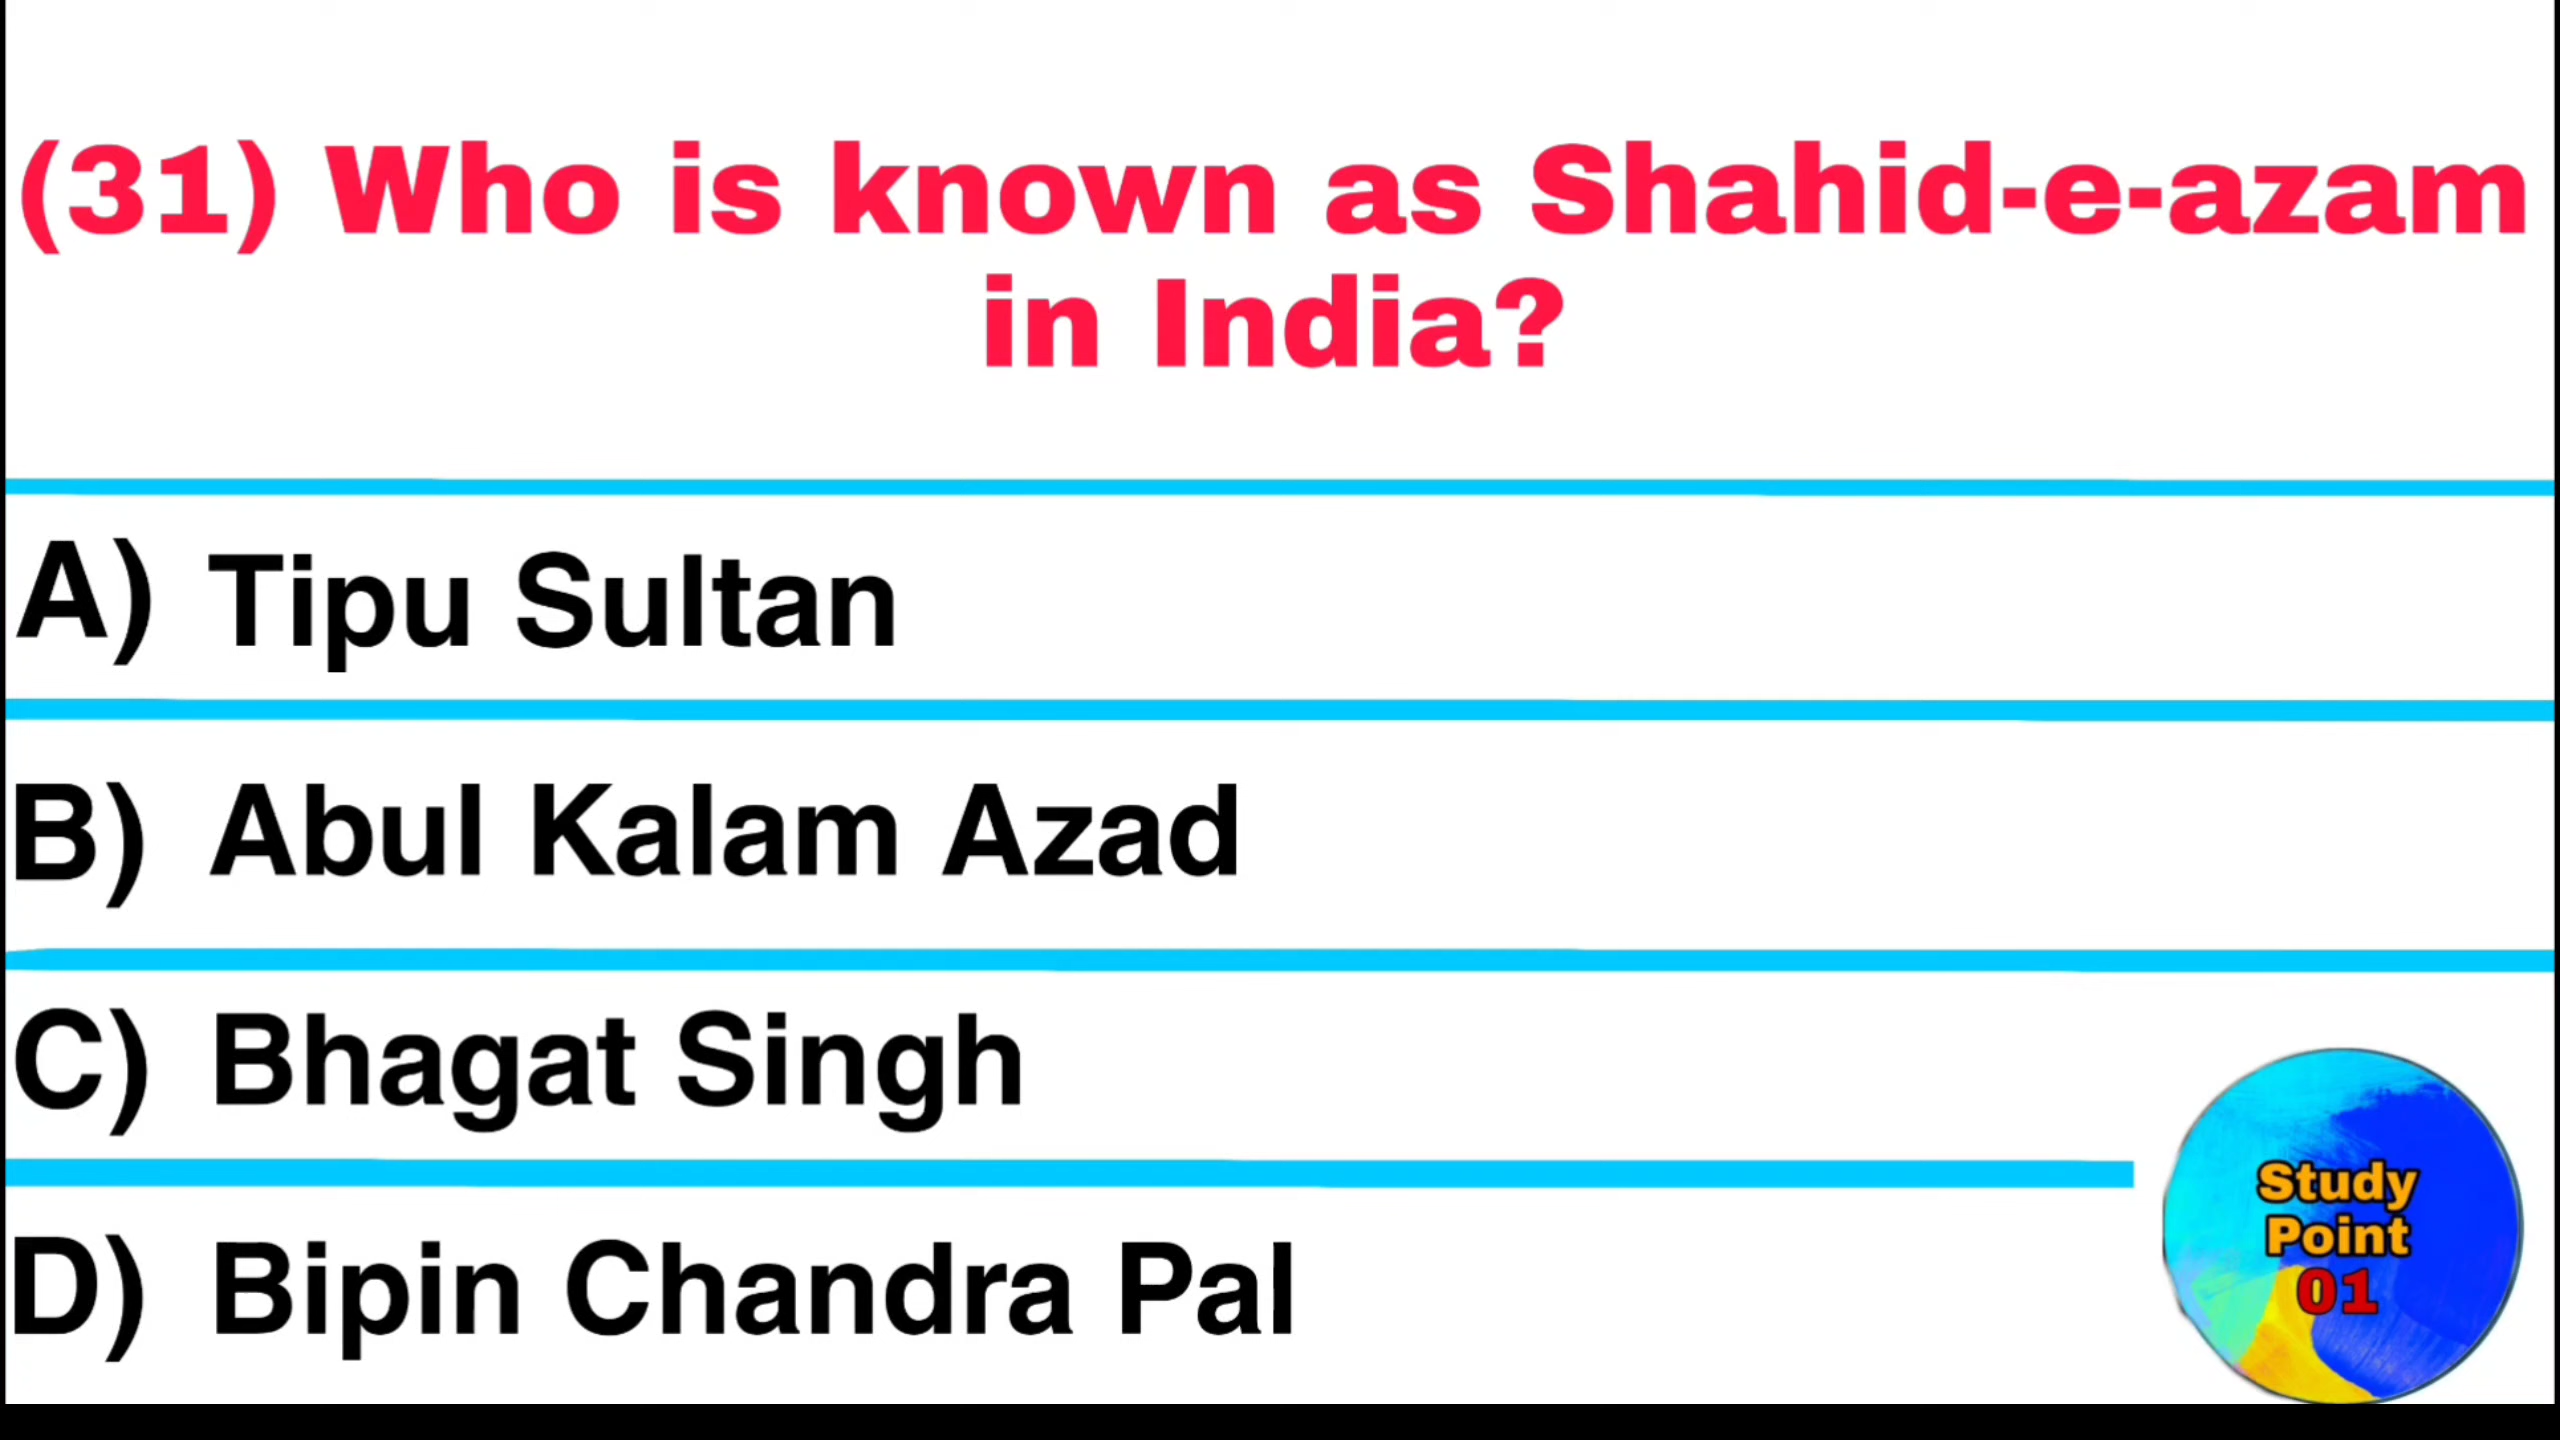 (31) Who is known as Shahid-e-azam
in India?
A) Tipu Sultan
B) Abul Kalam Azad
C) Bhagat Singh
D) Bipin Chandra Pal
Study
Point
01